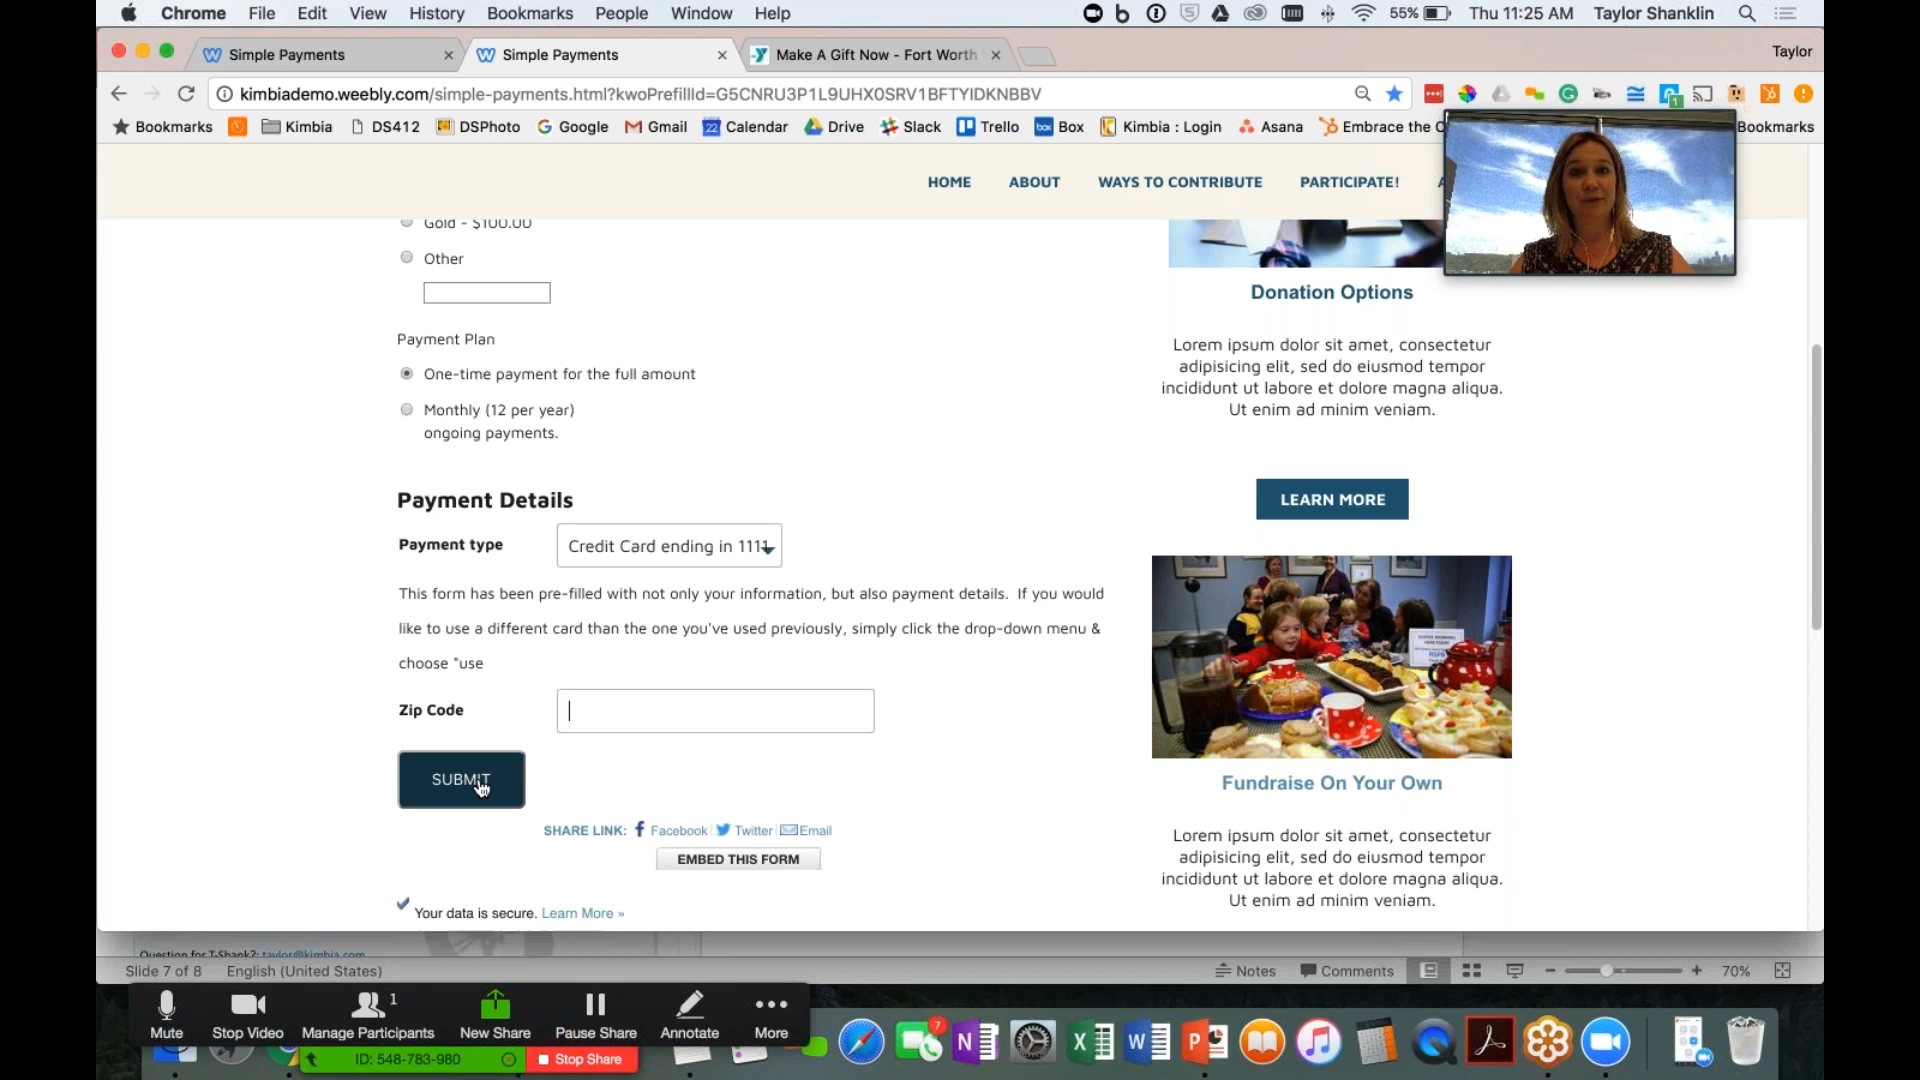 Chrome File Edit View History Bookmarks People Window Help 55% Thu 11:25 AM Taylor Shanklin
Simple Payments
Simple Payments
Make A Gift Now - Fort Worth
Taylor
kimbiademo.weebly.com/simple-payments.html?kwoPrefillId=G5CNRU3P1L9UHX0SRV1BFTYIDKNBBV
Bookmarks Kimbia DS412 DSPhoto Google Gmail Calendar Drive Slack Trello Box Kimbia : Login Asana Embrace the Bookmarks
HOME ABOUT WAYS TO CONTRIBUTE PARTICIPATE!
Gold - $100.00
Other
Payment Plan
One-time payment for the full amount
Monthly (12 per year)
ongoing payments.
Payment Details
Payment type Credit Card ending in 1111
This form has been pre-filled with not only your information, but also payment details. If you would
like to use a different card than the one you've used previously, simply click the drop-down menu &
choose "use
Zip Code
SUBMIT
SHARE LINK: Facebook Twitter Email
EMBED THIS FORM
Your data is secure. Learn More »
Donation Options
Lorem ipsum dolor sit amet, consectetur
adipisicing elit, sed do eiusmod tempor
incididunt ut labore et dolore magna aliqua.
Ut enim ad minim veniam.
LEARN MORE
Fundraise On Your Own
Lorem ipsum dolor sit amet, consectetur
adipisicing elit, sed do eiusmod tempor
incididunt ut labore et dolore magna aliqua.
Ut enim ad minim veniam.
Question for T-Shank?: taylor@kimbia.com
Slide 7 of 8 English (United States) Notes Comments 70%
1
Mute Stop Video Manage Participants New Share Pause Share Annotate More
ID: 548-783-980 Stop Share
7